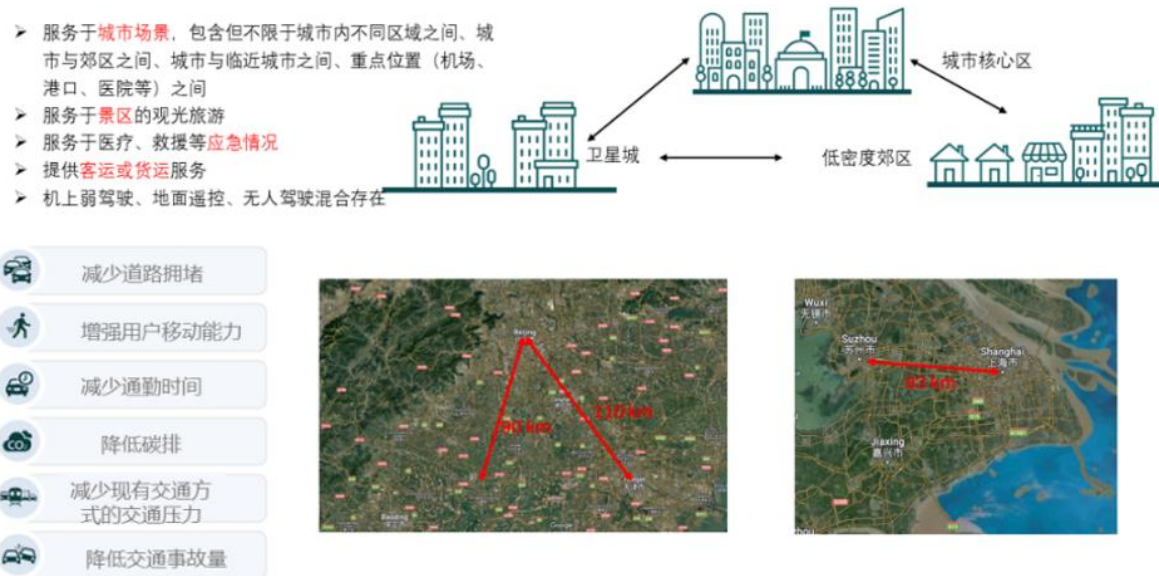 服务于城市场景，包含但不限于城市内不同区域之间、城
市与郊区之间、城市与临近城市之间、重点位置（机场、
港口、医院等）之间
服务于景区的观光旅游
服务于医疗、救援等应急情况
提供客运或货运服务
机上弱驾驶、地面遥控、无人驾驶混合存在
城市核心区
卫星城
低密度郊区
减少道路拥堵
增强用户移动能力
减少通勤时间
CO₂
降低碳排
减少现有交通方
式的交通压力
降低交通事故量
Beijing
90 km
110 km
Google
Wuxi
无锡市
Suzhou
苏州市
Shanghai
上海市
83 km
Jiaxing
嘉兴市